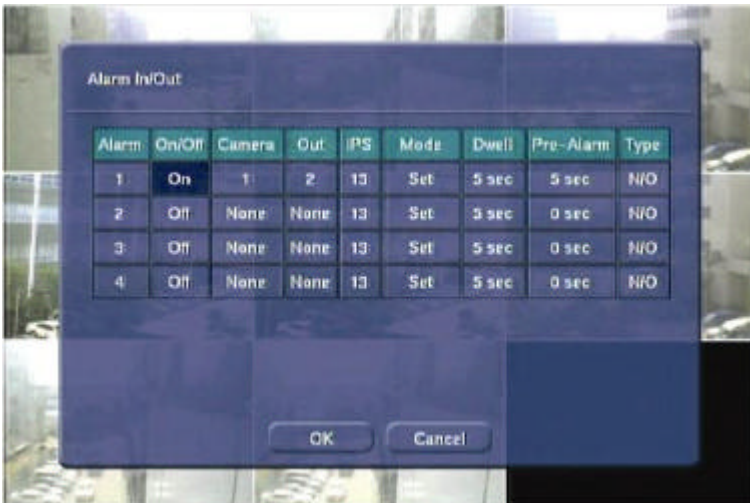 Alarm In/Out
Alarm On/Off Camera Out IPS Mode Dwell Pre-Alarm Type
1 On 1 2 13 Set 5 sec 5 sec N/O
2 Off None None 13 Set 5 sec 0 sec N/O
3 Off None None 13 Set 5 sec 0 sec N/O
4 Off None None 13 Set 5 sec 0 sec N/O
OK Cancel